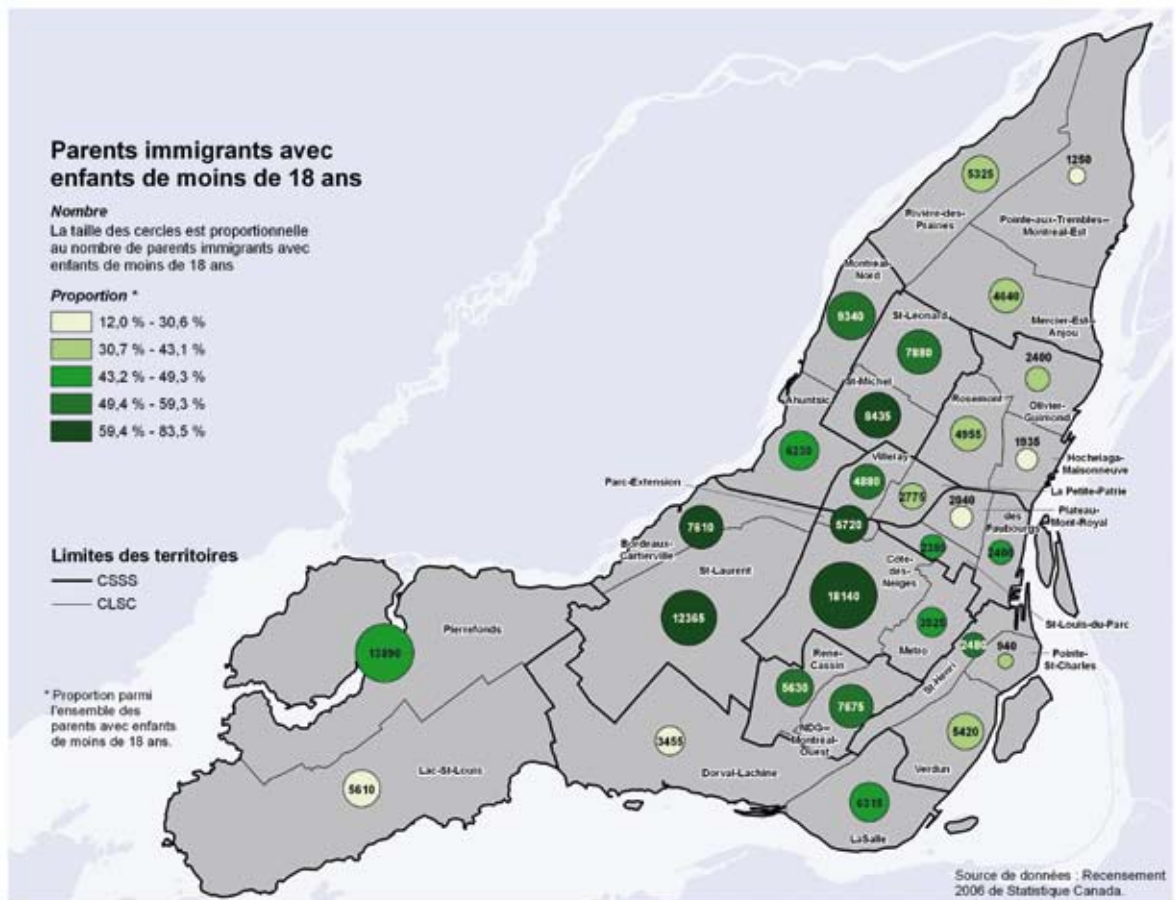 Parents immigrants avec
enfants de moins de 18 ans
Nombre
La taille des cercles est proportionnelle
au nombre de parents immigrants avec
enfants de moins de 18 ans
Proportion *
12,0 % - 30,6 %
30,7 % - 43,1 %
43,2 % - 49,3 %
49,4 % - 59,3 %
59,4 % - 83,5 %
Limites des territoires
CSSS
CLSC
* Proportion parmi
l'ensemble des
parents avec enfants
de moins de 18 ans.
1250
5325
Rivière-des-
Prairies
Pointe-aux-Trembles–
Montréal-Est
Montréal-
Nord
4640
9340
St-Léonard
Mercier-Est–
Anjou
7880
2400
St-Michel
Ahuntsic
Rosemont
Olivier-
Guimond
8435
4955
1935
6230
Villeray
Hochelaga-
Maisonneuve
Parc-Extension
4880
2775
La Petite-Patrie
2040
Plateau-
Mont-Royal
7610
5720
des
Faubourgs
Bordeaux-
Cartierville
St-Laurent
Côte-
des-
Neiges
2400
18140
12365
St-Louis-du-Parc
Pierrefonds
13890
Métro
940
Pointe-
St-Charles
René-
Cassin
St-Henri
5630
7675
5420
NDG–
Montréal-
Ouest
3455
Verdun
Lac-St-Louis
Dorval-Lachine
5610
6315
LaSalle
Source de données : Recensement
2006 de Statistique Canada.